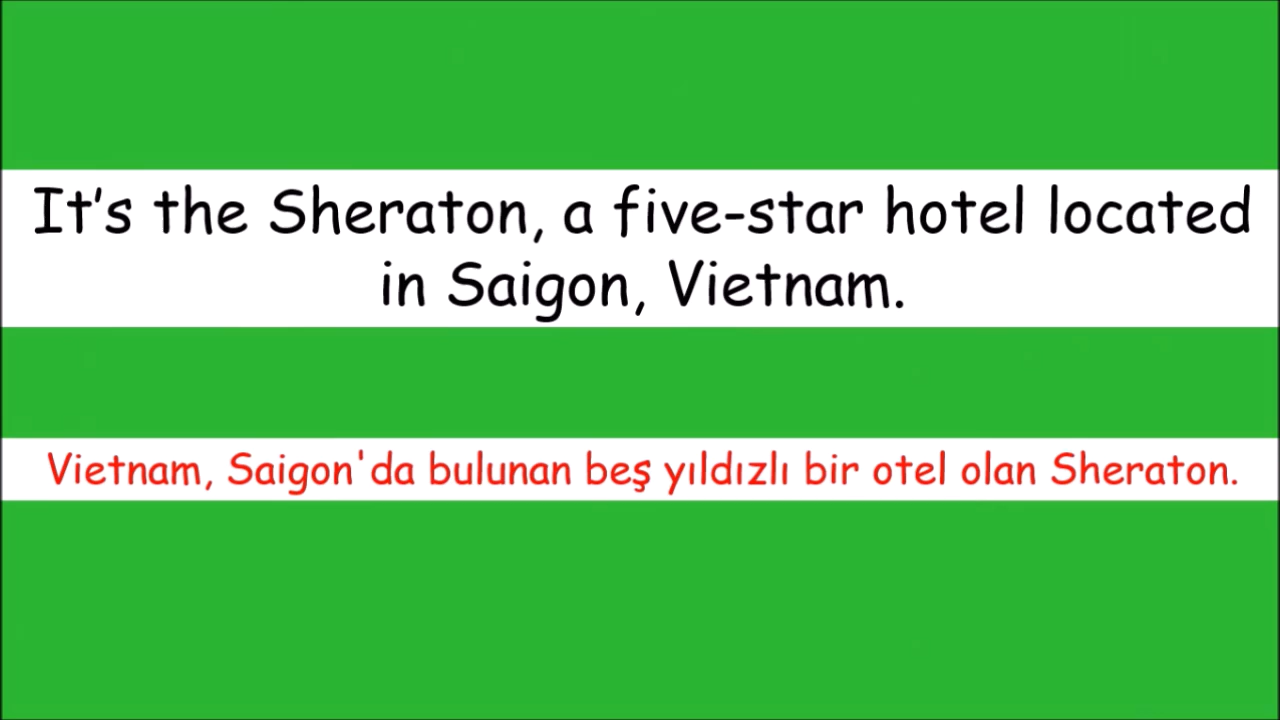 It’s the Sheraton, a five-star hotel located
in Saigon, Vietnam.
Vietnam, Saigon'da bulunan beş yıldızlı bir otel olan Sheraton.